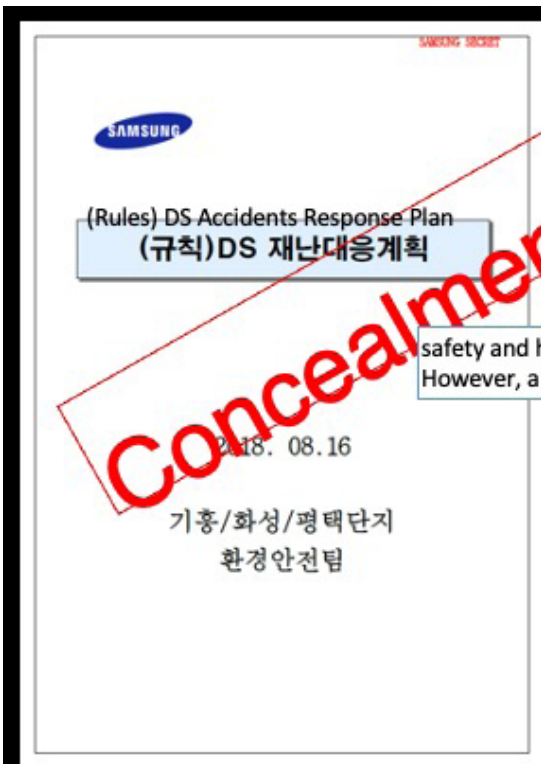 SAMSUNG SECRET
SAMSUNG
(Rules) DS Accidents Response Plan
(규칙)DS 재난대응계획
Concealmen
safety and h
However, a
2018. 08.16
기흥/화성/평택단지
환경안전팀